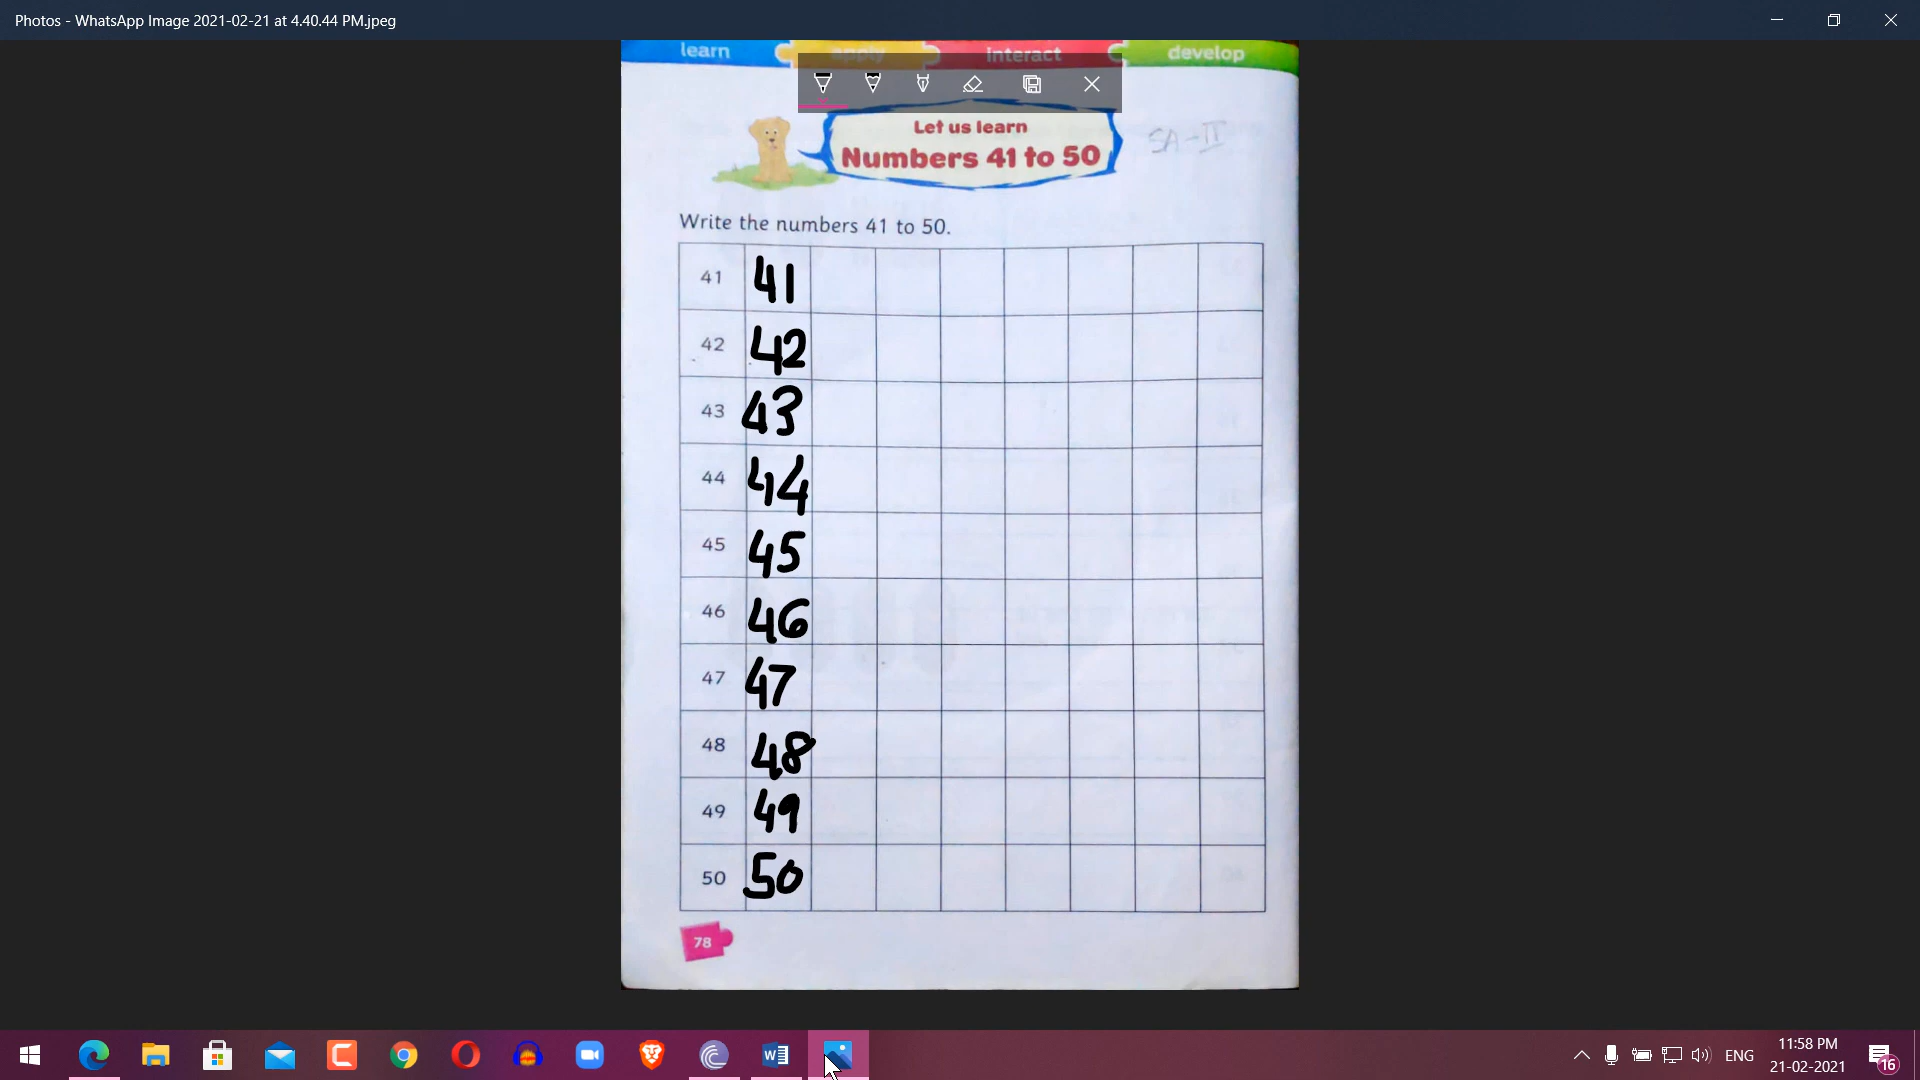 Photos - WhatsApp Image 2021-02-21 at 4.40.44 PM.jpeg
learn apply interact develop
Let us learn
Numbers 41 to 50
SA-II
Write the numbers 41 to 50.
41 41
42 42
43 43
44 44
45 45
46 46
47 47
48 48
49 49
50 50
78
ENG
11:58 PM
21-02-2021
16